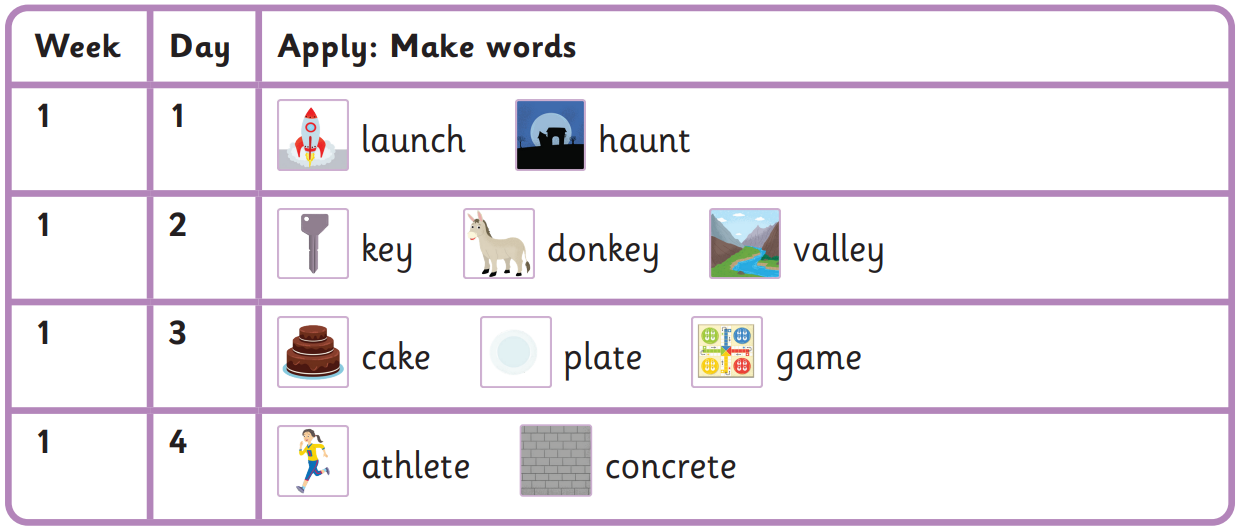 Week Day Apply: Make words
1 1 launch haunt
1 2 key donkey valley
1 3 cake plate game
1 4 athlete concrete